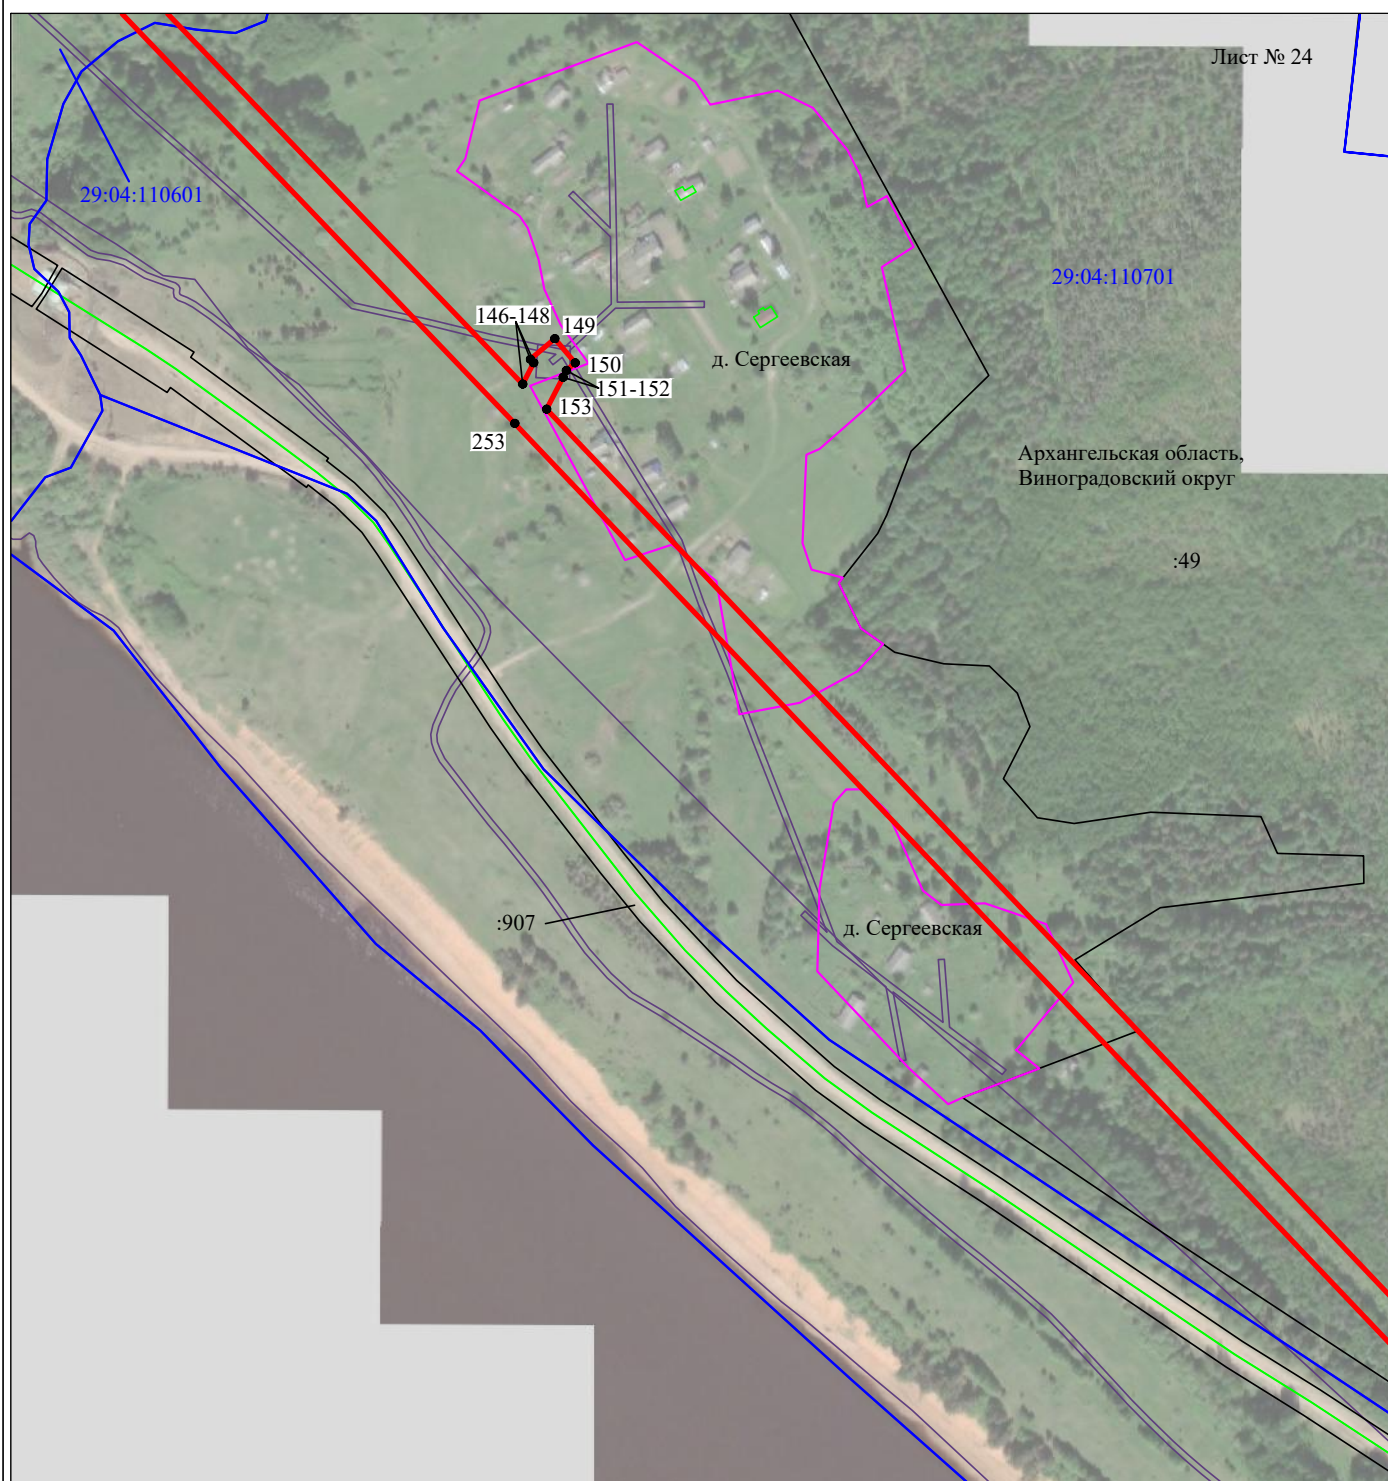 Лист № 24
29:04:110601
29:04:110701
146-148
149
150
д. Сергеевская
151-152
153
253
Архангельская область,
Виноградовский округ
:49
:907
д. Сергеевская